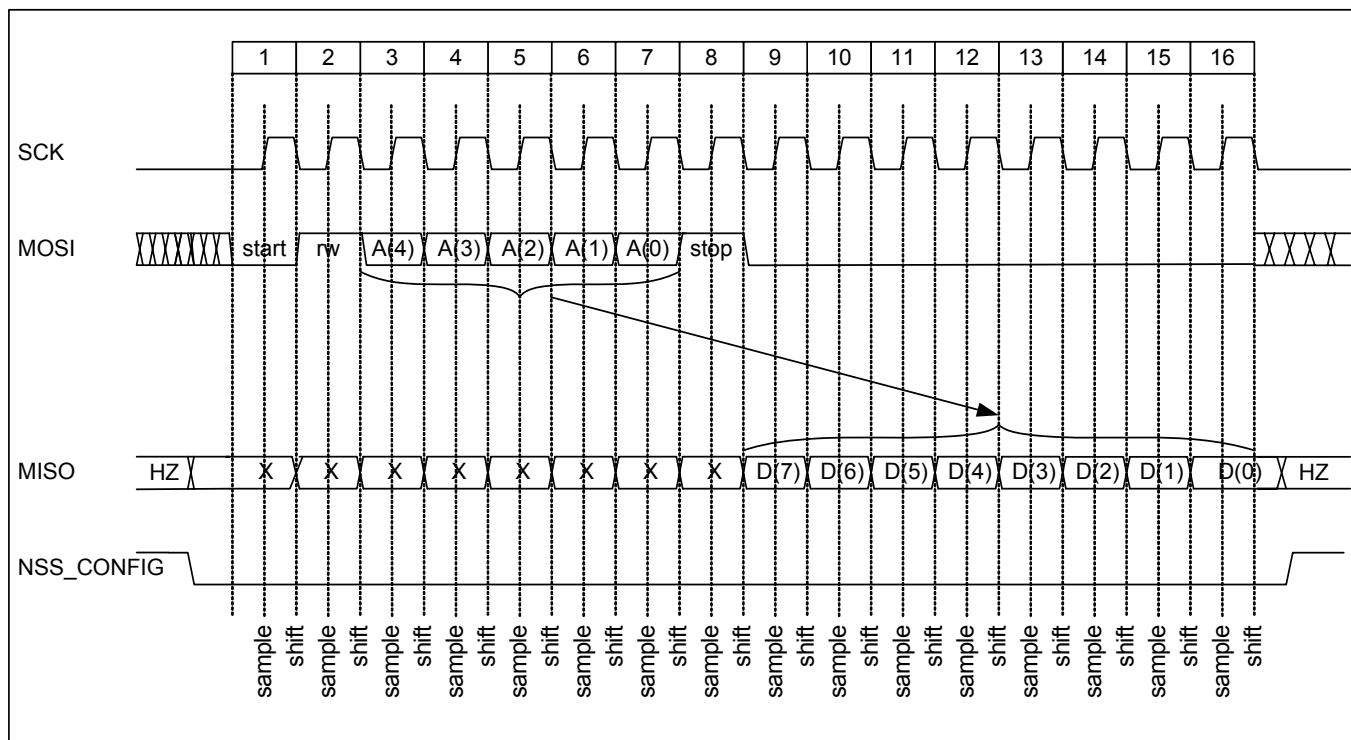 1 2 3 4 5 6 7 8 9 10 11 12 13 14 15 16
SCK
MOSI start rw A(4) A(3) A(2) A(1) A(0) stop
MISO HZ X X X X X X X X D(7) D(6) D(5) D(4) D(3) D(2) D(1) D(0) HZ
NSS_CONFIG
sample shift sample shift sample shift sample shift sample shift sample shift sample shift sample shift sample shift sample shift sample shift sample shift sample shift sample shift sample shift sample shift